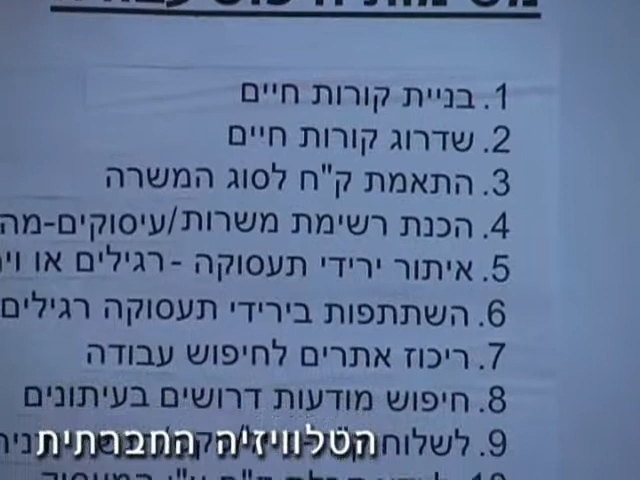 1. בניית קורות חיים
2. שדרוג קורות חיים
3. התאמת ק"ח לסוג המשרה
4. הכנת רשימת משרות/עיסוקים-מה
5. איתור ירידי תעסוקה - רגילים או
6. השתתפות בירידי תעסוקה רגילים
7. ריכוז אתרים לחיפוש עבודה
8. חיפוש מודעות דרושים בעיתונים
9. לשלוח
הטלוויזיה החברתית